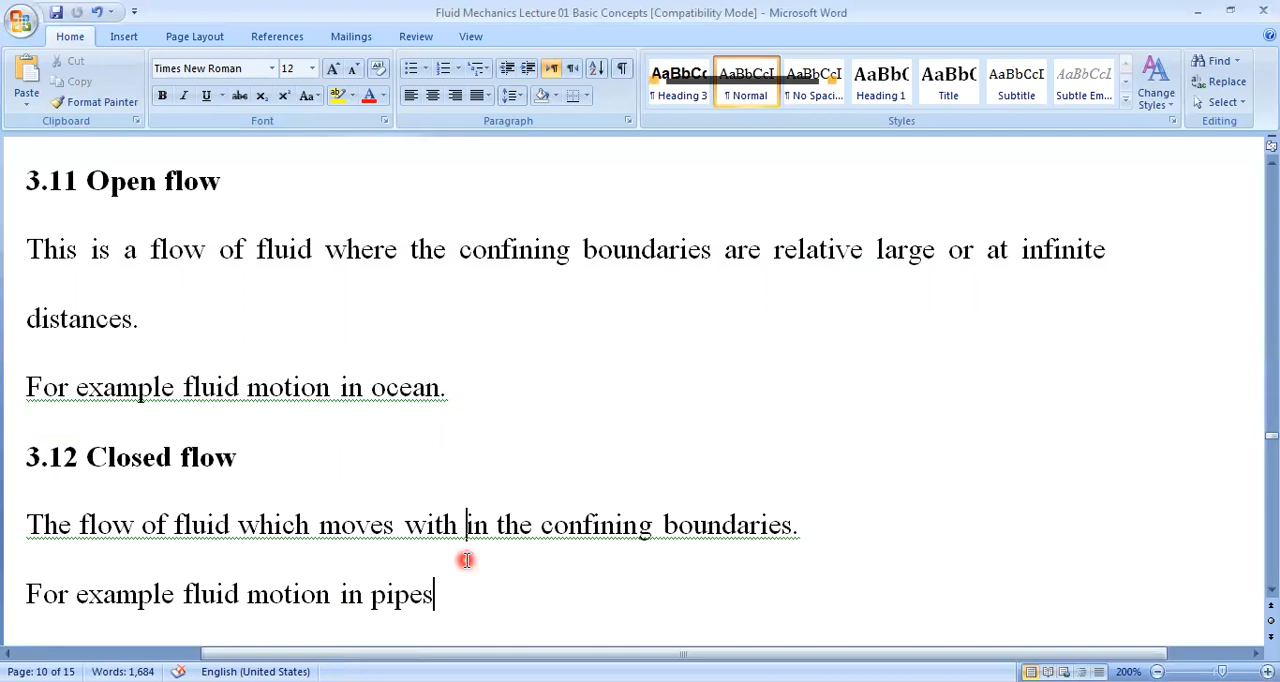 Fluid Mechanics Lecture 01 Basic Concepts [Compatibility Mode] - Microsoft Word
Home Insert Page Layout References Mailings Review View
Paste
Cut
Copy
Format Painter
Clipboard
Times New Roman 12
Font
Paragraph
AaBbCc AaBbCcI AaBbCcI AaBbC AaBbC AaBbCcI AaBbCcI
¶ Heading 3 ¶ Normal ¶ No Spaci... Heading 1 Title Subtitle Subtle Em...
Change Styles
Styles
Find
Replace
Select
Editing
3.11 Open flow
This is a flow of fluid where the confining boundaries are relative large or at infinite
distances.
For example fluid motion in ocean.
3.12 Closed flow
The flow of fluid which moves with in the confining boundaries.
For example fluid motion in pipes
Page: 10 of 15 Words: 1,684 English (United States) 200%